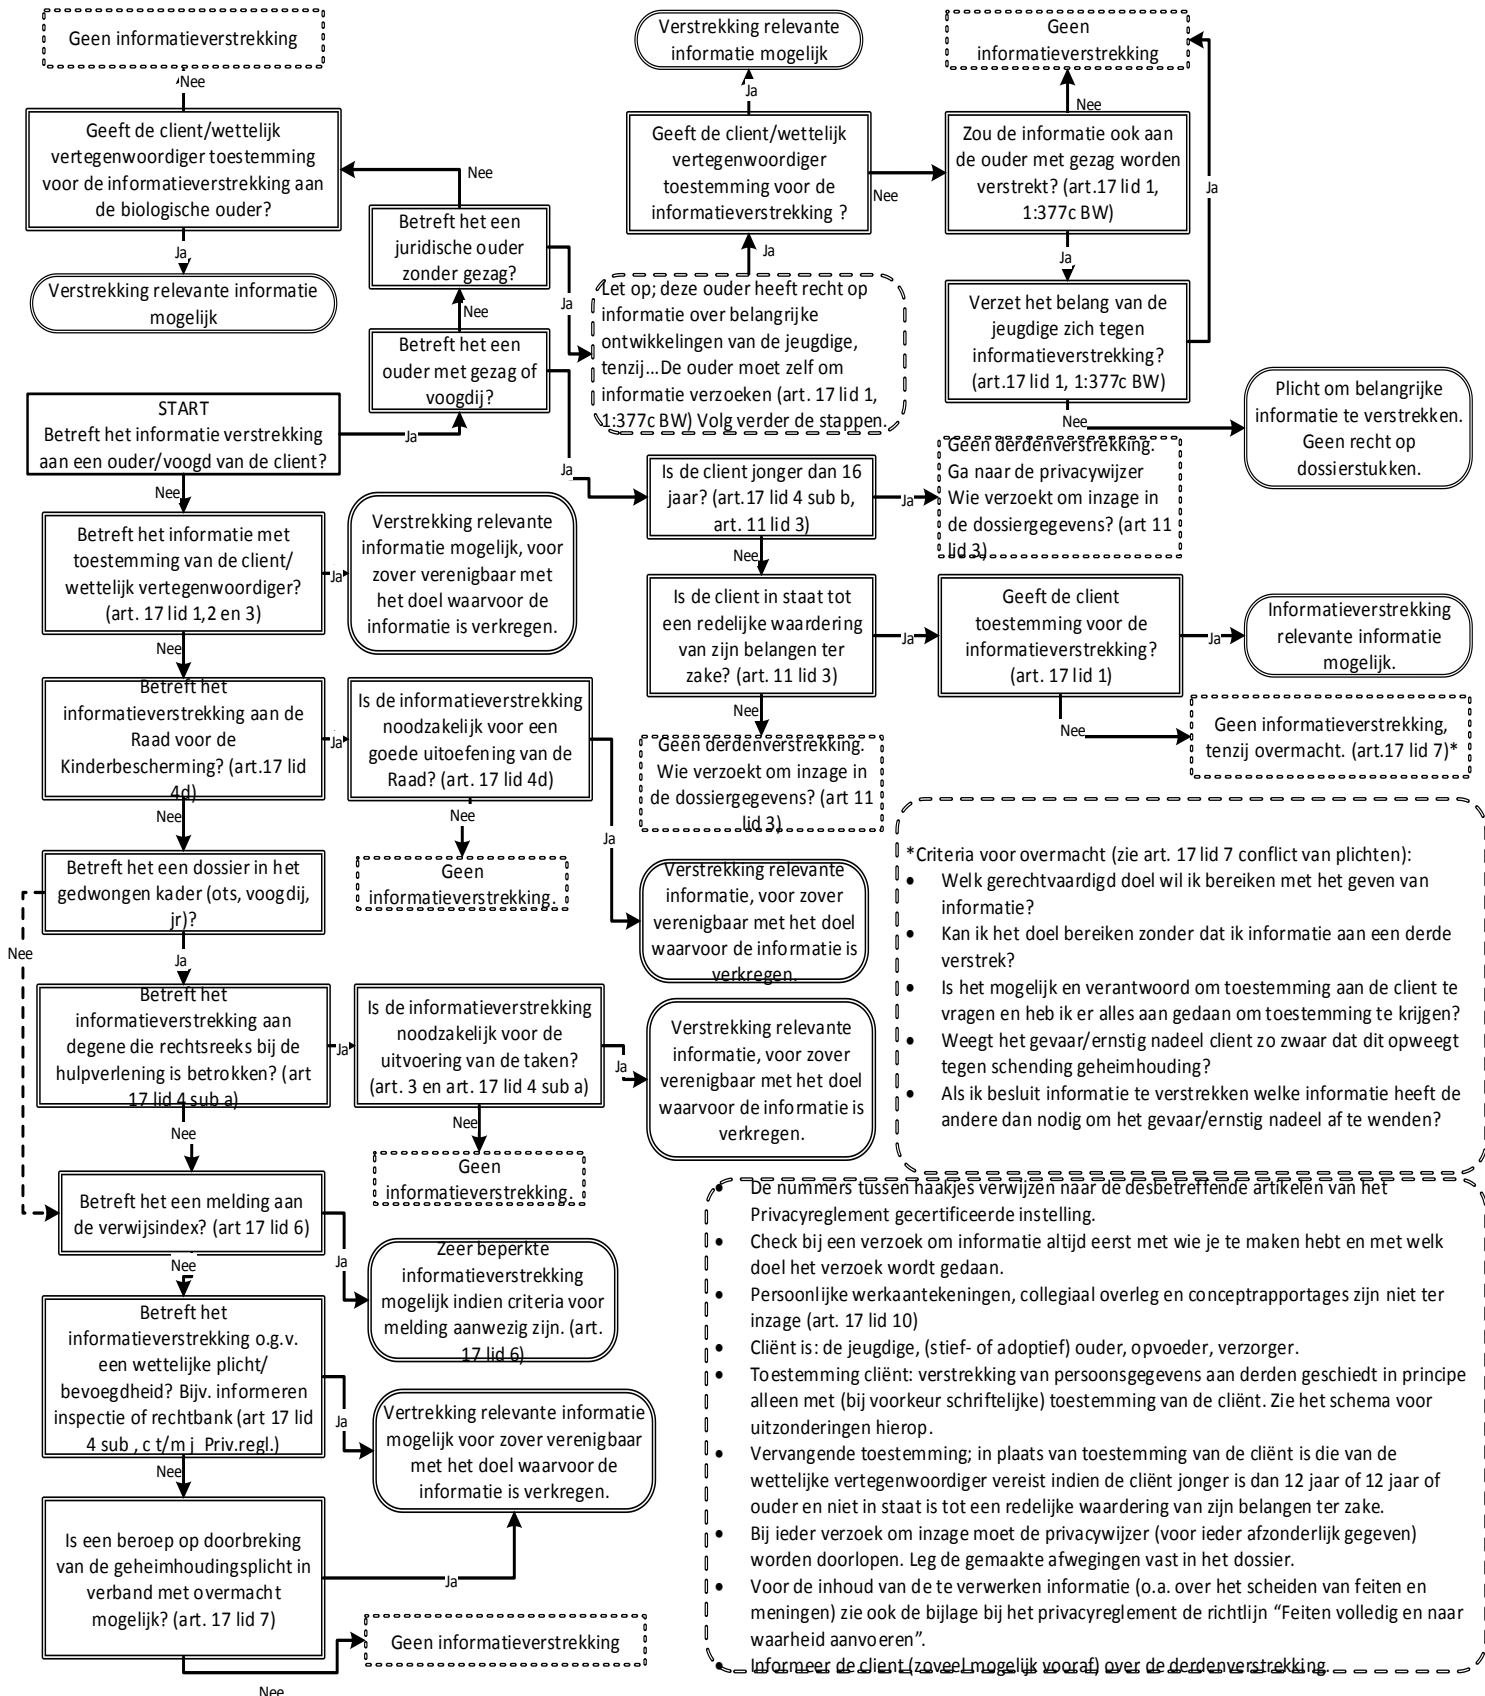 Geen informatieverstrekking
Nee
Geeft de client/wettelijk
vertegenwoordiger toestemming
voor de informatieverstrekking aan
de biologische ouder?
Ja
Verstrekking relevante informatie
mogelijk
Nee
Betreft het een
juridische ouder
zonder gezag?
Ja
Nee
Betreft het een
ouder met gezag of
voogdij?
Ja
START
Betreft het informatie verstrekking
aan een ouder/voogd van de client?
Ja
Nee
Verstrekking relevante
informatie mogelijk
Ja
Geeft de client/wettelijk
vertegenwoordiger
toestemming voor de
informatieverstrekking ?
Nee
Ja
Let op; deze ouder heeft recht op
informatie over belangrijke
ontwikkelingen van de jeugdige,
tenzij...De ouder moet zelf om
informatie verzoeken (art. 17 lid 1,
1:377c BW) Volg verder de stappen.
Geen
informatieverstrekking
Nee
Zou de informatie ook aan
de ouder met gezag worden
verstrekt? (art.17 lid 1,
1:377c BW)
Ja
Ja
Verzet het belang van de
jeugdige zich tegen
informatieverstrekking?
(art.17 lid 1, 1:377c BW)
Nee
Plicht om belangrijke
informatie te verstrekken.
Geen recht op
dossierstukken.
Is de client jonger dan 16
jaar? (art.17 lid 4 sub b,
art. 11 lid 3)
Ja
Geen derdenverstrekking.
Ga naar de privacywijzer
Wie verzoekt om inzage in
de dossiergegevens? (art 11
lid 3)
Nee
Is de client in staat tot
een redelijke waardering
van zijn belangen ter
zake? (art. 11 lid 3)
Ja
Geeft de client
toestemming voor de
informatieverstrekking?
(art. 17 lid 1)
Ja
Informatieverstrekking
relevante informatie
mogelijk.
Nee
Geen derdenverstrekking.
Wie verzoekt om inzage in
de dossiergegevens? (art 11
lid 3)
Nee
Geen informatieverstrekking,
tenzij overmacht. (art.17 lid 7)*
Betreft het informatie met
toestemming van de client/
wettelijk vertegenwoordiger?
(art. 17 lid 1,2 en 3)
Ja
Verstrekking relevante
informatie mogelijk, voor
zover verenigbaar met
het doel waarvoor de
informatie is verkregen.
Nee
Betreft het
informatieverstrekking aan de
Raad voor de
Kinderbescherming? (art.17 lid
4d)
Ja
Is de informatieverstrekking
noodzakelijk voor een
goede uitoefening van de
Raad? (art. 17 lid 4d)
Nee
Geen
informatieverstrekking.
Ja
Verstrekking relevante
informatie, voor zover
verenigbaar met het doel
waarvoor de informatie is
verkregen.
Nee
Betreft het een dossier in het
gedwongen kader (ots, voogdij,
jr)?
Nee
Ja
Betreft het
informatieverstrekking aan
degene die rechtsreeks bij de
hulpverlening is betrokken? (art
17 lid 4 sub a)
Ja
Is de informatieverstrekking
noodzakelijk voor de
uitvoering van de taken?
(art. 3 en art. 17 lid 4 sub a)
Ja
Verstrekking relevante
informatie, voor zover
verenigbaar met het doel
waarvoor de informatie is
verkregen.
Nee
Geen
informatieverstrekking.
Nee
Betreft het een melding aan
de verwijsindex? (art 17 lid 6)
Ja
Zeer beperkte
informatieverstrekking
mogelijk indien criteria voor
melding aanwezig zijn. (art.
17 lid 6)
Nee
Betreft het
informatieverstrekking o.g.v.
een wettelijke plicht/
bevoegdheid? Bijv. informeren
inspectie of rechtbank (art 17 lid
4 sub , c t/m j Priv.regl.)
Ja
Vertrekking relevante informatie
mogelijk voor zover verenigbaar
met het doel waarvoor de
informatie is verkregen.
Nee
Is een beroep op doorbreking
van de geheimhoudingsplicht in
verband met overmacht
mogelijk? (art. 17 lid 7)
Ja
Geen informatieverstrekking
Nee
*Criteria voor overmacht (zie art. 17 lid 7 conflict van plichten):
• Welk gerechtvaardigd doel wil ik bereiken met het geven van
informatie?
• Kan ik het doel bereiken zonder dat ik informatie aan een derde
verstrek?
• Is het mogelijk en verantwoord om toestemming aan de client te
vragen en heb ik er alles aan gedaan om toestemming te krijgen?
• Weegt het gevaar/ernstig nadeel client zo zwaar dat dit opweegt
tegen schending geheimhouding?
• Als ik besluit informatie te verstrekken welke informatie heeft de
andere dan nodig om het gevaar/ernstig nadeel af te wenden?
• De nummers tussen haakjes verwijzen naar de desbetreffende artikelen van het
Privacyreglement gecertificeerde instelling.
• Check bij een verzoek om informatie altijd eerst met wie je te maken hebt en met welk
doel het verzoek wordt gedaan.
• Persoonlijke werkaantekeningen, collegiaal overleg en conceptrapportages zijn niet ter
inzage (art. 17 lid 10)
• Cliënt is: de jeugdige, (stief- of adoptief) ouder, opvoeder, verzorger.
• Toestemming cliënt: verstrekking van persoonsgegevens aan derden geschiedt in principe
alleen met (bij voorkeur schriftelijke) toestemming van de cliënt. Zie het schema voor
uitzonderingen hierop.
• Vervangende toestemming; in plaats van toestemming van de cliënt is die van de
wettelijke vertegenwoordiger vereist indien de cliënt jonger is dan 12 jaar of 12 jaar of
ouder en niet in staat is tot een redelijke waardering van zijn belangen ter zake.
• Bij ieder verzoek om inzage moet de privacywijzer (voor ieder afzonderlijk gegeven)
worden doorlopen. Leg de gemaakte afwegingen vast in het dossier.
• Voor de inhoud van de te verwerken informatie (o.a. over het scheiden van feiten en
meningen) zie ook de bijlage bij het privacyreglement de richtlijn “Feiten volledig en naar
waarheid aanvoeren”.
• Informeer de client (zoveel mogelijk vooraf) over de derdenverstrekking.